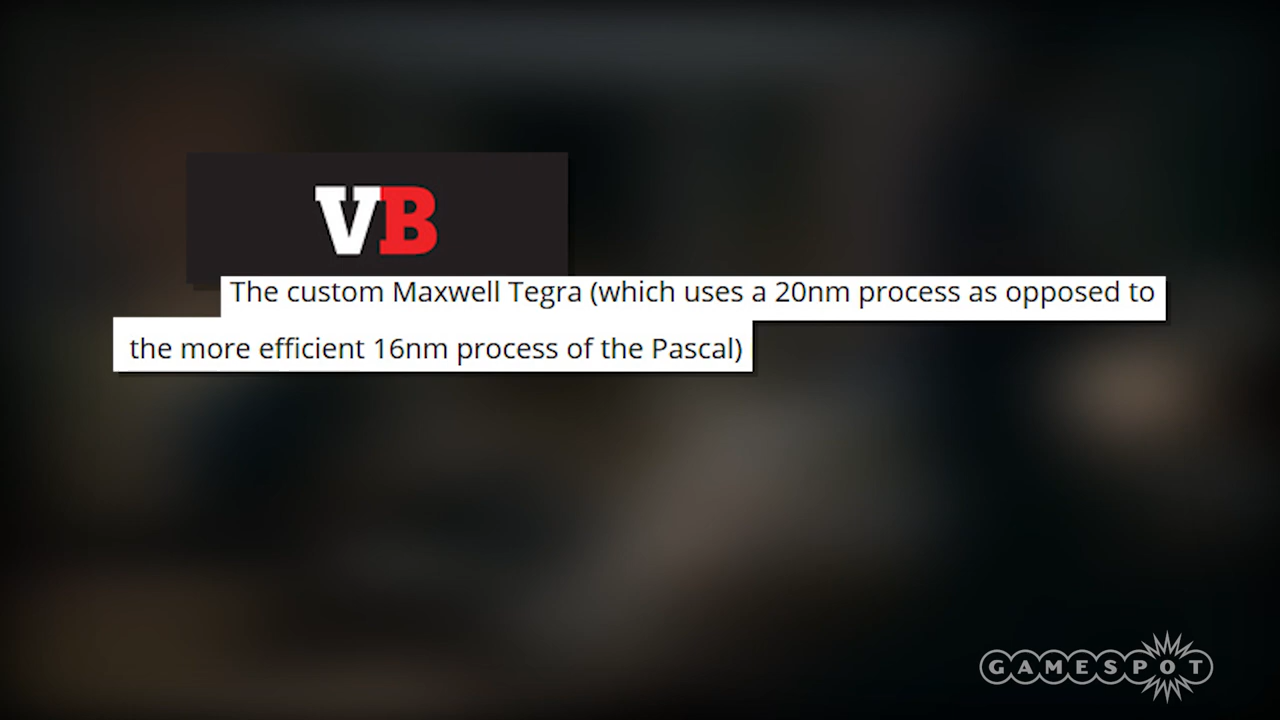 VB
The custom Maxwell Tegra (which uses a 20nm process as opposed to
the more efficient 16nm process of the Pascal)
GAMESPOT